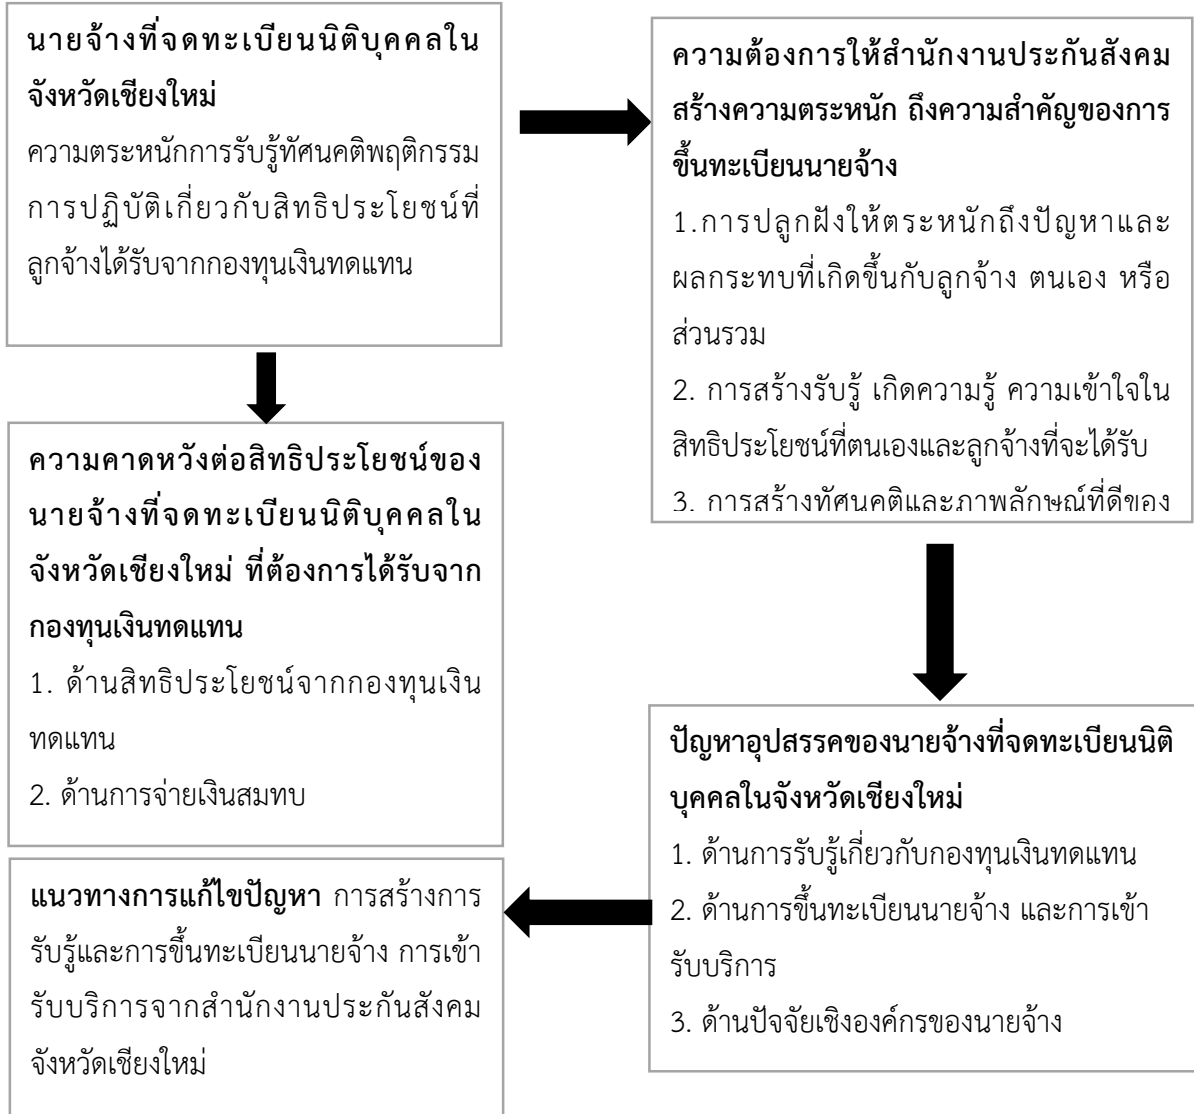 นายจ้างที่จดทะเบียนนิติบุคคลใน
จังหวัดเชียงใหม่
ความตระหนักการรับรู้ทัศนคติพฤติกรรม
การปฏิบัติเกี่ยวกับสิทธิประโยชน์ที่
ลูกจ้างได้รับจากกองทุนเงินทดแทน
ความต้องการให้สำนักงานประกันสังคม
สร้างความตระหนัก ถึงความสำคัญของการ
ขึ้นทะเบียนนายจ้าง
1.การปลูกฝังให้ตระหนักถึงปัญหาและ
ผลกระทบที่เกิดขึ้นกับลูกจ้าง ตนเอง หรือ
ส่วนรวม
2. การสร้างรับรู้ เกิดความรู้ ความเข้าใจใน
สิทธิประโยชน์ที่ตนเองและลูกจ้างที่จะได้รับ
3. การสร้างทัศนคติและภาพลักษณ์ที่ดีของ
ความคาดหวังต่อสิทธิประโยชน์ของ
นายจ้างที่จดทะเบียนนิติบุคคลใน
จังหวัดเชียงใหม่ ที่ต้องการได้รับจาก
กองทุนเงินทดแทน
1. ด้านสิทธิประโยชน์จากกองทุนเงิน
ทดแทน
2. ด้านการจ่ายเงินสมทบ
ปัญหาอุปสรรคของนายจ้างที่จดทะเบียนนิติ
บุคคลในจังหวัดเชียงใหม่
1. ด้านการรับรู้เกี่ยวกับกองทุนเงินทดแทน
2. ด้านการขึ้นทะเบียนนายจ้าง และการเข้า
รับบริการ
3. ด้านปัจจัยเชิงองค์กรของนายจ้าง
แนวทางการแก้ไขปัญหา การสร้างการ
รับรู้และการขึ้นทะเบียนนายจ้าง การเข้า
รับบริการจากสำนักงานประกันสังคม
จังหวัดเชียงใหม่